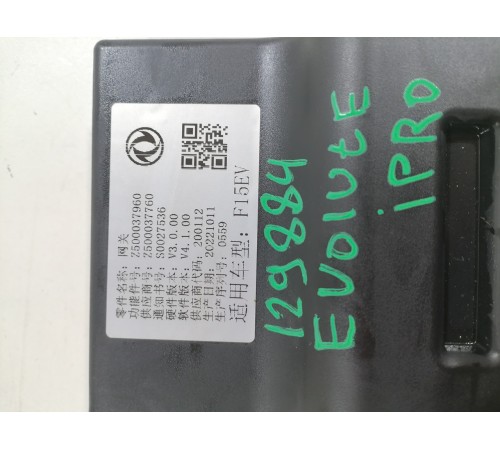 零件名称: 网关
功能件号: Z500037960
供应商号: Z500037760
通知书号: S0027536
硬件版本: V3.0.00
软件版本: V4.1.00
供应商代码: 200112
生产日期: 20221011
生产序列号: 0559
适用车型: F15EV
129884
EVOLUtE
iPRO